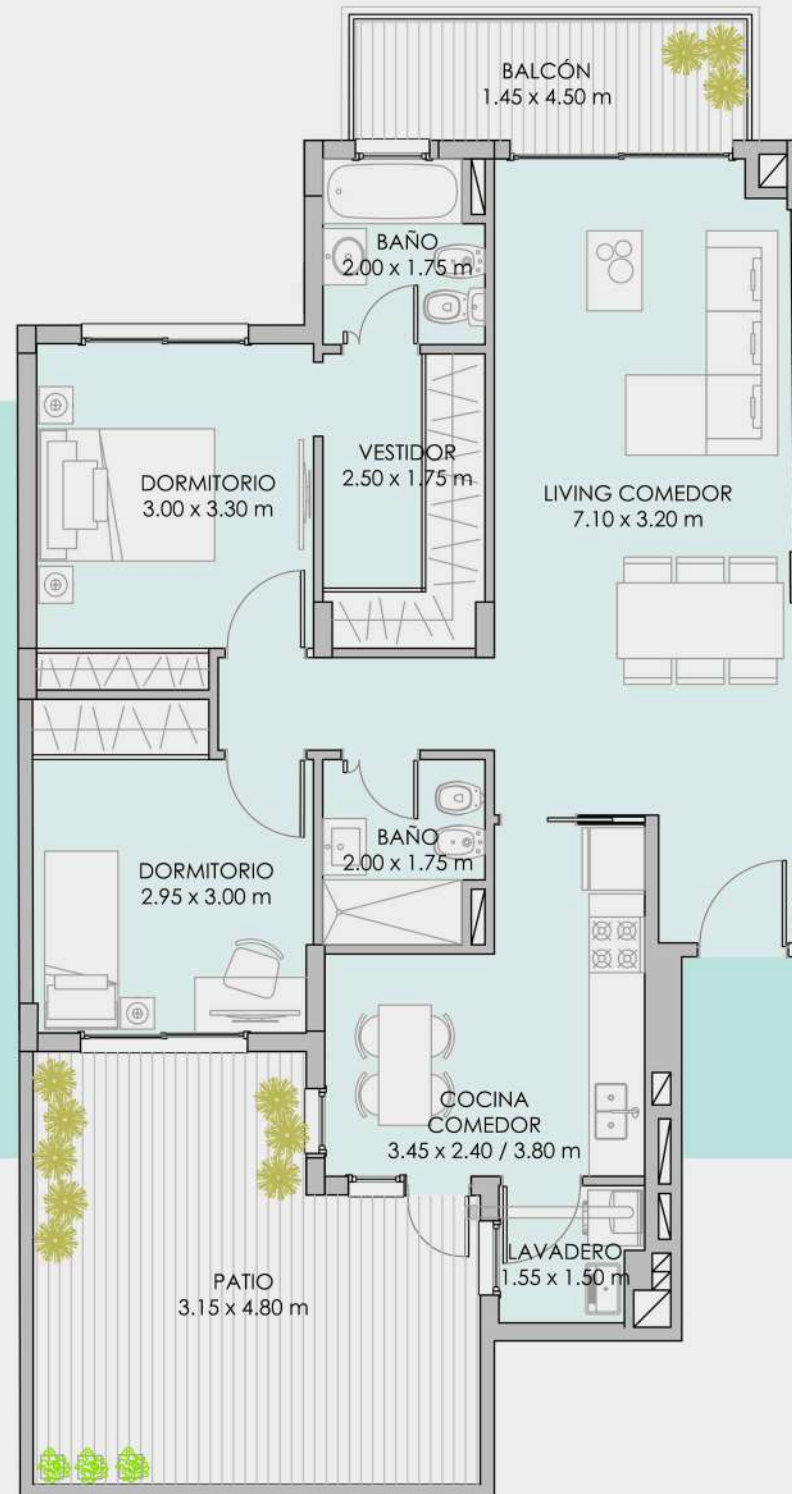 BALCÓN
1.45 x 4.50 m
BAÑO
2.00 x 1.75 m
VESTIDOR
2.50 x 1.75 m
DORMITORIO
3.00 x 3.30 m
LIVING COMEDOR
7.10 x 3.20 m
BAÑO
2.00 x 1.75 m
DORMITORIO
2.95 x 3.00 m
COCINA
COMEDOR
3.45 x 2.40 / 3.80 m
LAVADERO
1.55 x 1.50 m
PATIO
3.15 x 4.80 m